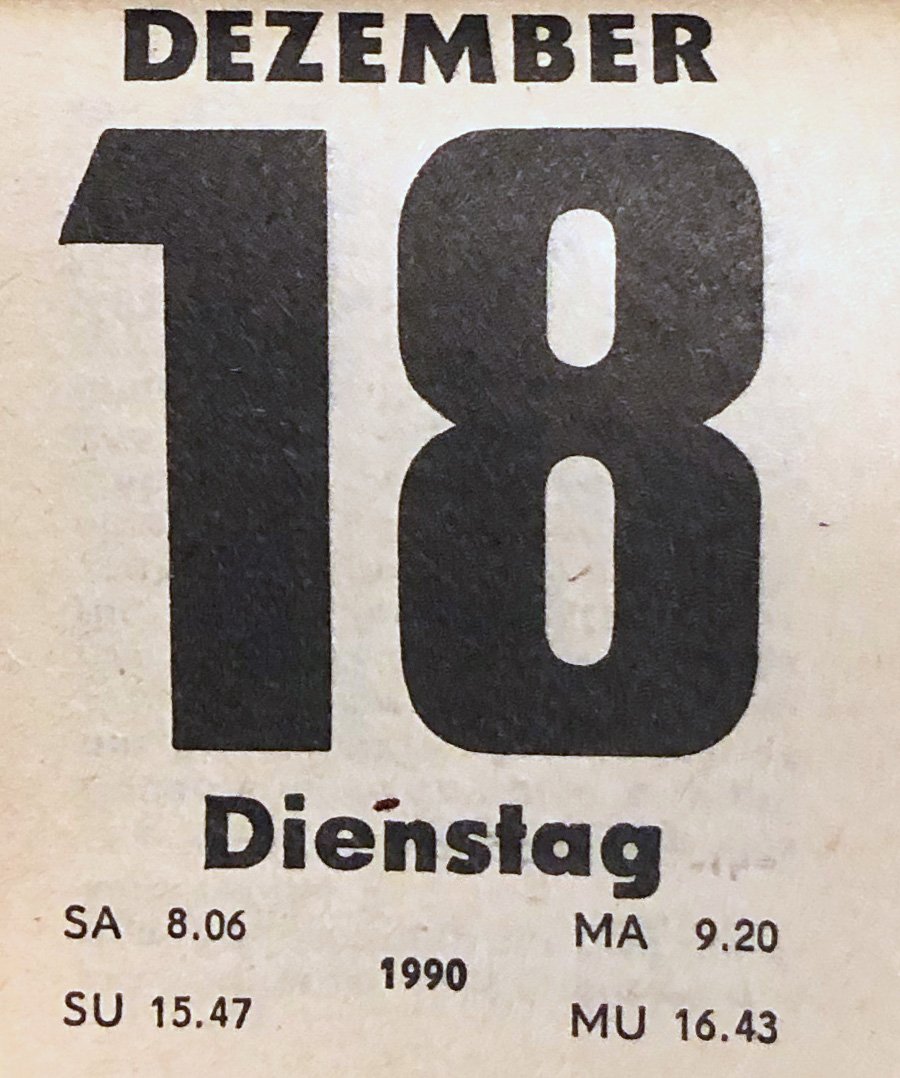 DEZEMBER
18
Dienstag
SA 8.06 MA 9.20
1990
SU 15.47 MU 16.43